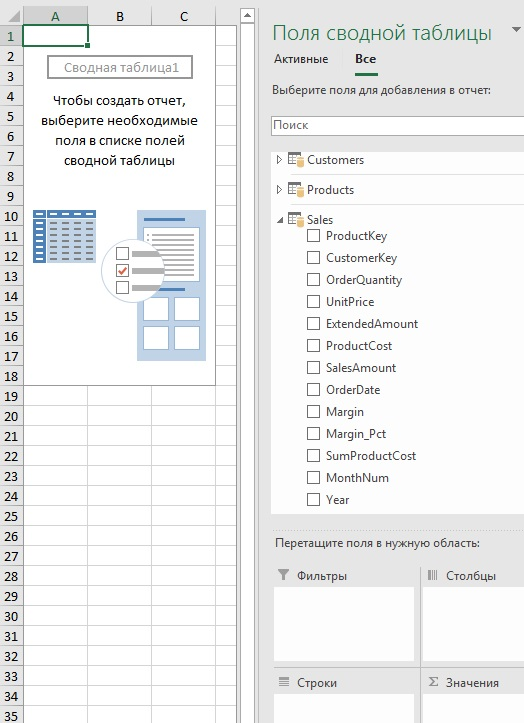 A B C
1
2
3
4
5
6
7
8
9
10
11
12
13
14
15
16
17
18
19
20
21
22
23
24
25
26
27
28
29
30
31
32
33
34
35
Сводная таблица1
Чтобы создать отчет,
выберите необходимые
поля в списке полей
сводной таблицы
Поля сводной таблицы
Активные Все
Выберите поля для добавления в отчет:
Поиск
Customers
Products
Sales
ProductKey
CustomerKey
OrderQuantity
UnitPrice
ExtendedAmount
ProductCost
SalesAmount
OrderDate
Margin
Margin_Pct
SumProductCost
MonthNum
Year
Перетащите поля в нужную область:
Фильтры
Столбцы
Строки
Σ Значения